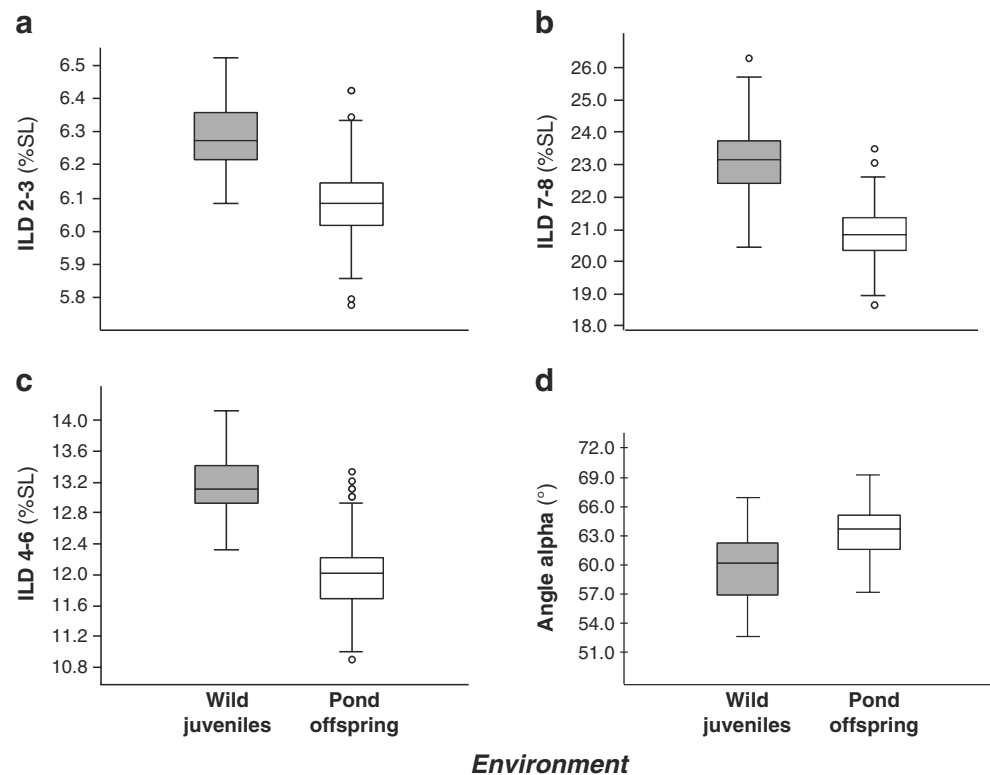 a
6.5
6.4
6.3
6.2
6.1
6.0
5.9
5.8
ILD 2-3 (%SL)
b
26.0
25.0
24.0
23.0
22.0
21.0
20.0
19.0
18.0
ILD 7-8 (%SL)
c
14.0
13.6
13.2
12.8
12.4
12.0
11.6
11.2
10.8
ILD 4-6 (%SL)
Wild
juveniles
Pond
offspring
d
72.0
69.0
66.0
63.0
60.0
57.0
54.0
51.0
Angle alpha (°)
Wild
juveniles
Pond
offspring
Environment